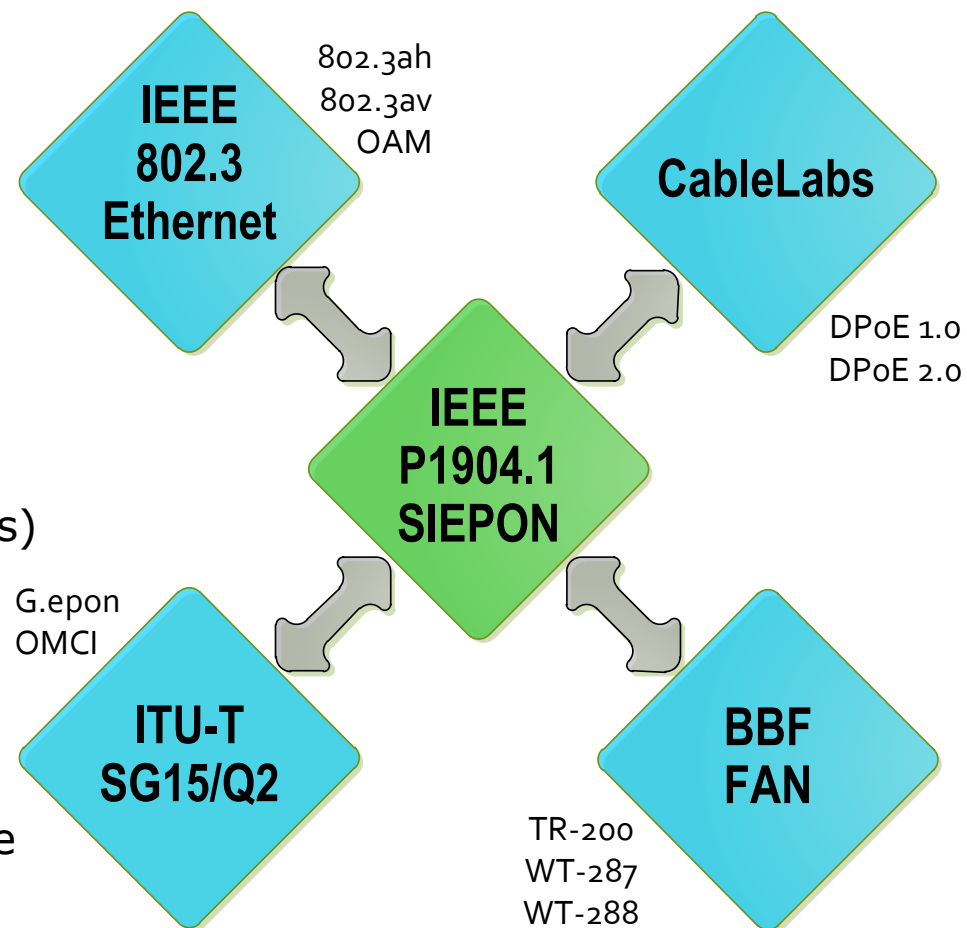 IEEE
802.3
Ethernet
802.3ah
802.3av
OAM
CableLabs
DPoE 1.0
DPoE 2.0
IEEE
P1904.1
SIEPON
s)
G.epon
OMCI
ITU-T
SG15/Q2
e
BBF
FAN
TR-200
WT-287
WT-288